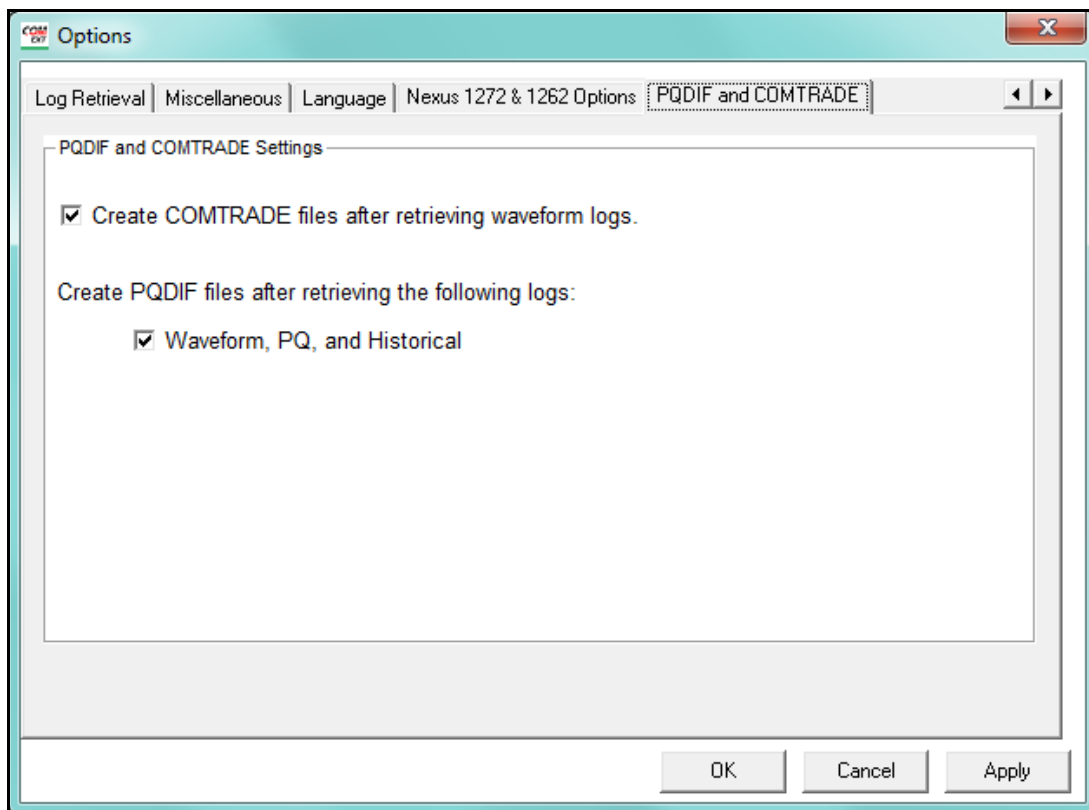 COM
EXT
Options
Log Retrieval
Miscellaneous
Language
Nexus 1272 & 1262 Options
PQDIF and COMTRADE
PQDIF and COMTRADE Settings
Create COMTRADE files after retrieving waveform logs.
Create PQDIF files after retrieving the following logs:
Waveform, PQ, and Historical
OK
Cancel
Apply